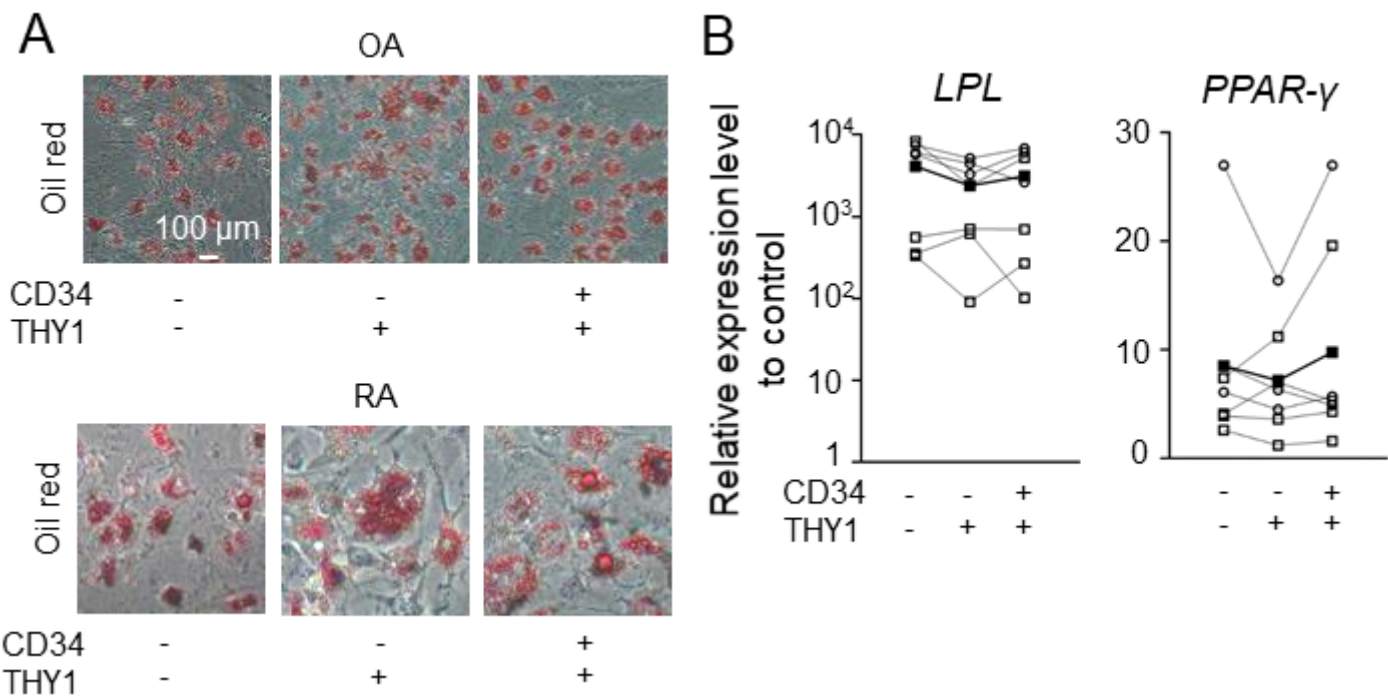 A
OA
Oil red
100 µm
CD34 - - +
THY1 - + +
RA
Oil red
CD34 - - +
THY1 - + +
B
Relative expression level
to control
LPL
10⁴
10³
10²
10
1
CD34 - - +
THY1 - + +
PPAR-γ
30
20
10
0
- - +
- + +